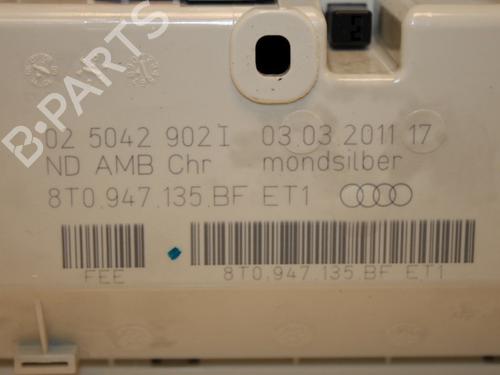 B-PARTS
02 5042 902I 03.03.2011 17
ND AMB Chr mondsilber
8T0.947.135.BF ET1
FEE
8T0.947.135.BF ET1